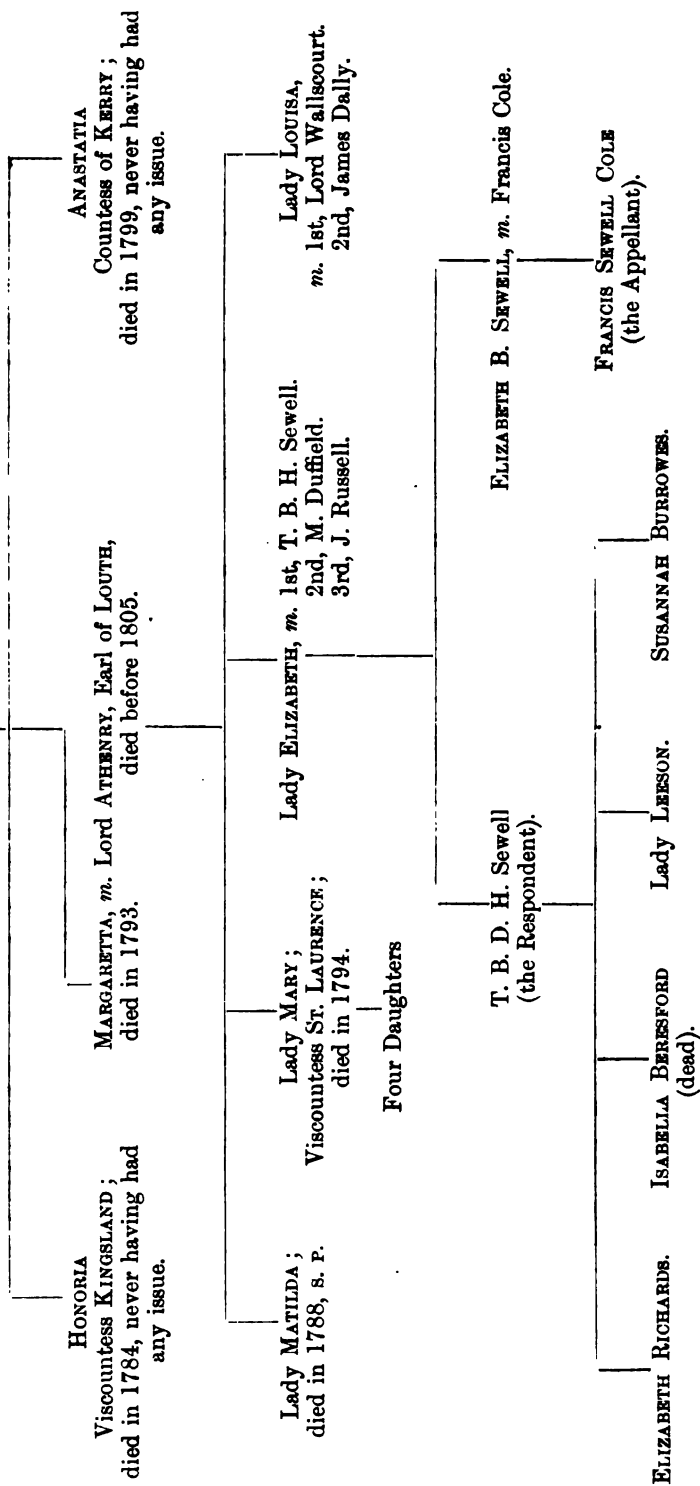 HONORIA
Viscountess KINGSLAND;
died in 1784, never having had
any issue.
MARGARETTA, m. Lord ATHENRY, Earl of LOUTH,
died in 1793.
died before 1805.
ANASTATIA
Countess of KERRY;
died in 1799, never having had
any issue.
Lady MATILDA;
died in 1788, S. P.
Lady MARY;
Viscountess ST. LAURENCE;
died in 1794.
Four Daughters
Lady ELIZABETH, m. 1st, T. B. H. Sewell.
2nd, M. Duffield.
3rd, J. Russell.
Lady LOUISA,
m. 1st, Lord Wallscourt.
2nd, James Dally.
T. B. D. H. Sewell
(the Respondent).
ELIZABETH B. SEWELL, m. Francis Cole.
ELIZABETH RICHARDS.
ISABELLA BERESFORD
(dead).
Lady LEESON.
SUSANNAH BURROWES.
FRANCIS SEWELL COLE
(the Appellant).